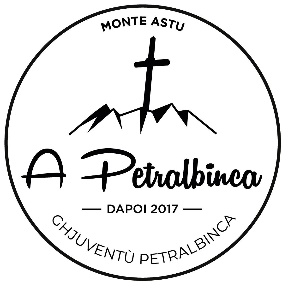 MONTE ASTU
A Petralbinca
— DAPOI 2017 —
GHJUVENTÙ PETRALBINCA